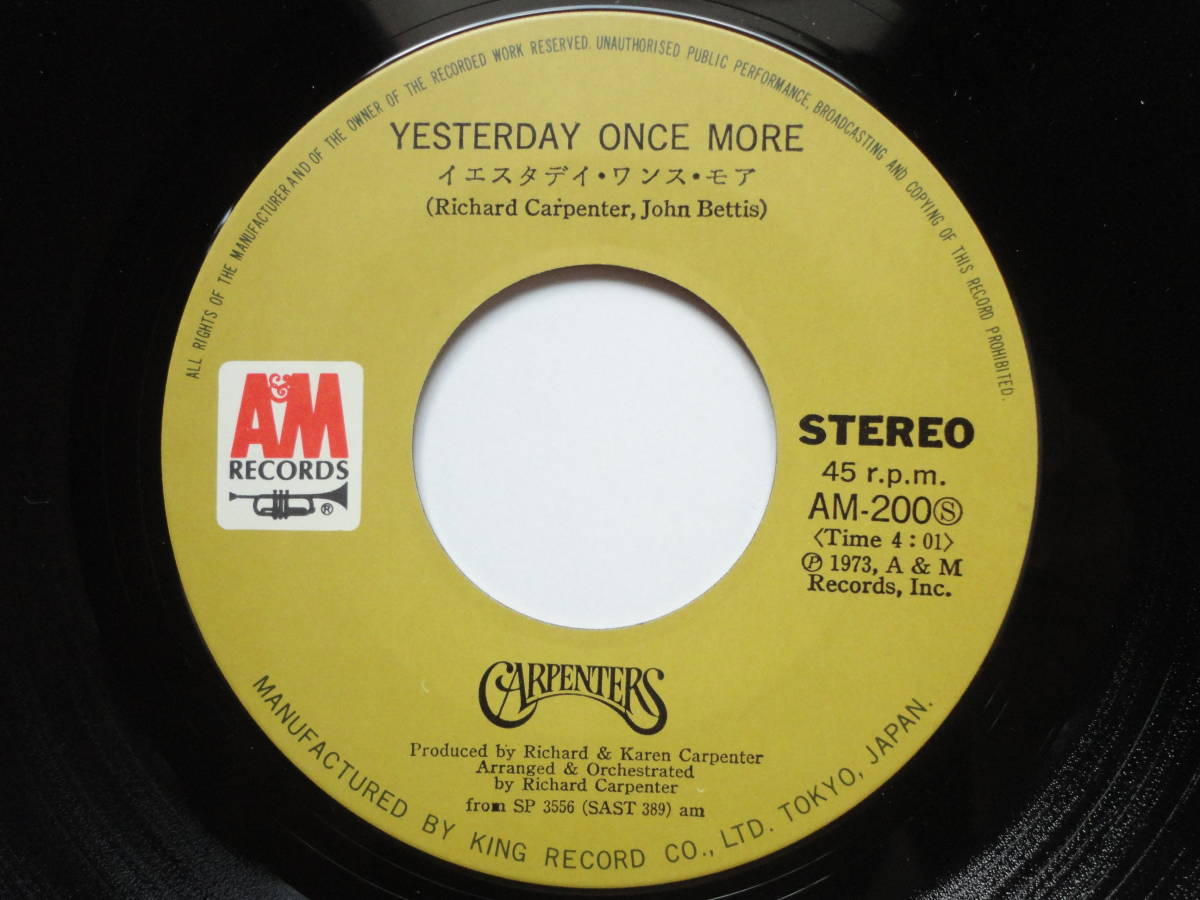 ALL RIGHTS OF THE MANUFACTURER AND OF THE OWNER OF THE RECORDED WORK RESERVED. UNAUTHORISED PUBLIC PERFORMANCE, BROADCASTING AND COPYING OF THIS RECORD PROHIBITED.
YESTERDAY ONCE MORE
イエスタデイ・ワンス・モア
(Richard Carpenter, John Bettis)
A&M
RECORDS
®
STEREO
45 r.p.m.
AM-200Ⓢ
〈Time 4 : 01〉
℗ 1973, A & M
Records, Inc.
CARPENTERS
Produced by Richard & Karen Carpenter
Arranged & Orchestrated
by Richard Carpenter
from SP 3556 (SAST 389) am
MANUFACTURED BY KING RECORD CO., LTD. TOKYO, JAPAN.